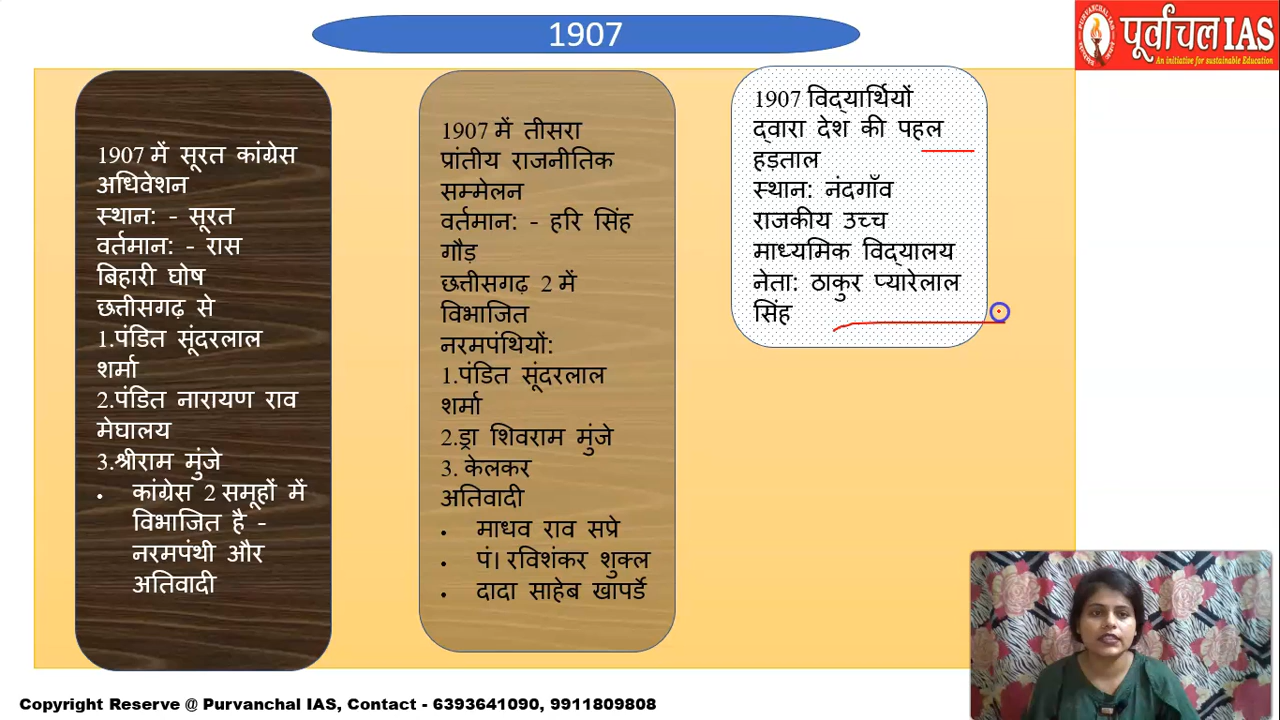 1907
पूर्वांचल IAS
An initiative for sustainable Education
PURVANCHAL IAS
1907 में सूरत कांग्रेस
अधिवेशन
स्थान: - सूरत
वर्तमान: - रास
बिहारी घोष
छत्तीसगढ़ से
1.पंडित सूंदरलाल
शर्मा
2.पंडित नारायण राव
मेघालय
3.श्रीराम मुंजे
• कांग्रेस 2 समूहों में
विभाजित है -
नरमपंथी और
अतिवादी
1907 में तीसरा
प्रांतीय राजनीतिक
सम्मेलन
वर्तमान: - हरि सिंह
गौड़
छत्तीसगढ़ 2 में
विभाजित
नरमपंथियों:
1.पंडित सूंदरलाल
शर्मा
2.ड्रा शिवराम मुंजे
3. केलकर
अतिवादी
• माधव राव सप्रे
• पं। रविशंकर शुक्ल
• दादा साहेब खापर्डे
1907 विद्यार्थियों
द्वारा देश की पहल
हड़ताल
स्थान: नंदगाँव
राजकीय उच्च
माध्यमिक विद्यालय
नेता: ठाकुर प्यारेलाल
सिंह
Copyright Reserve @ Purvanchal IAS, Contact - 6393641090, 9911809808